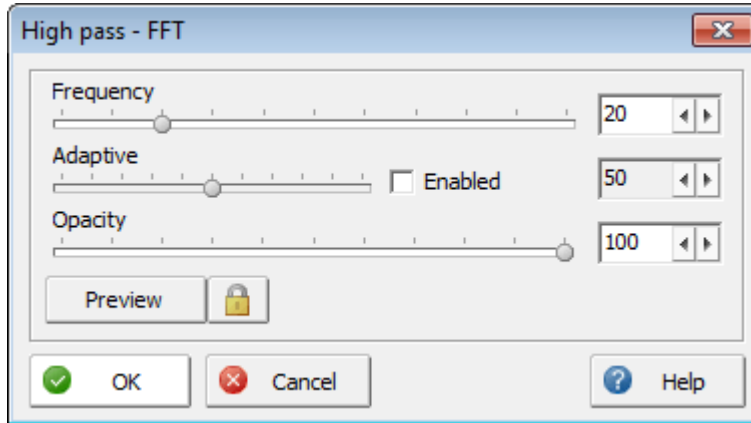 High pass - FFT
Frequency
20
Adaptive
Enabled
50
Opacity
100
Preview
OK
Cancel
Help